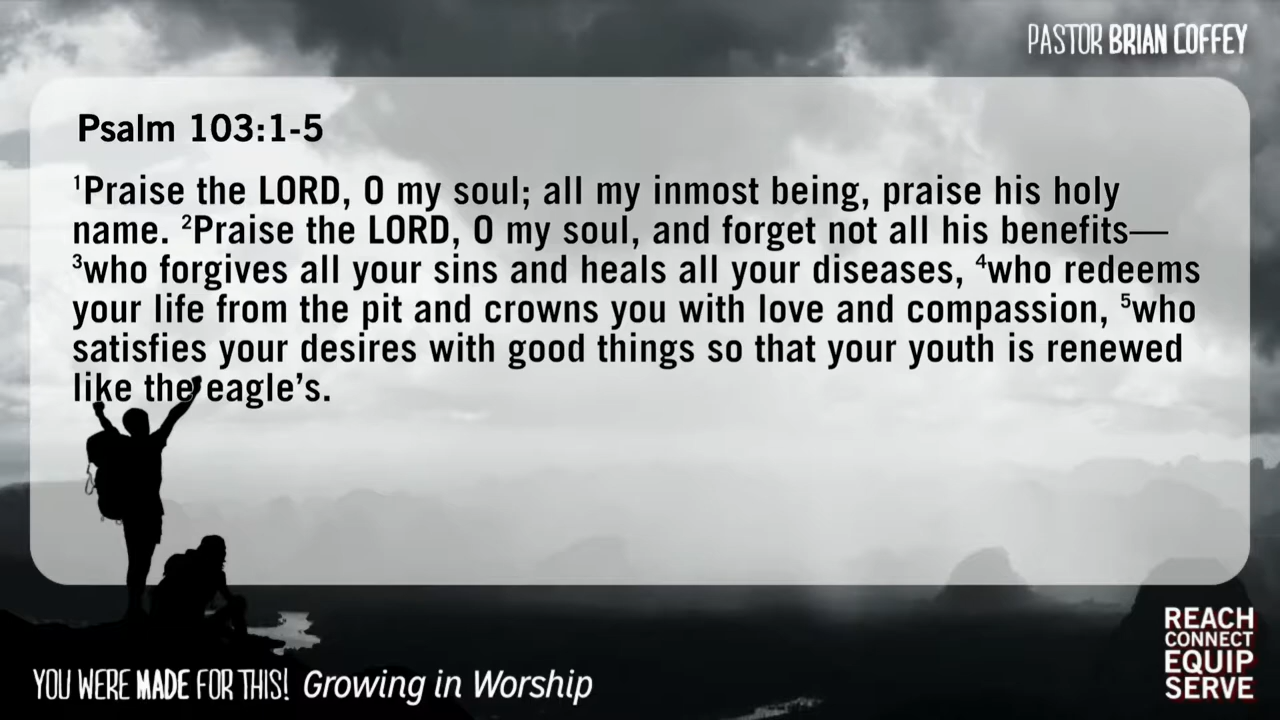 PASTOR BRIAN COFFEY
Psalm 103:1-5
¹Praise the LORD, O my soul; all my inmost being, praise his holy
name. ²Praise the LORD, O my soul, and forget not all his benefits—
³who forgives all your sins and heals all your diseases, ⁴who redeems
your life from the pit and crowns you with love and compassion, ⁵who
satisfies your desires with good things so that your youth is renewed
like the eagle’s.
YOU WERE MADE FOR THIS! Growing in Worship
REACH
CONNECT
EQUIP
SERVE